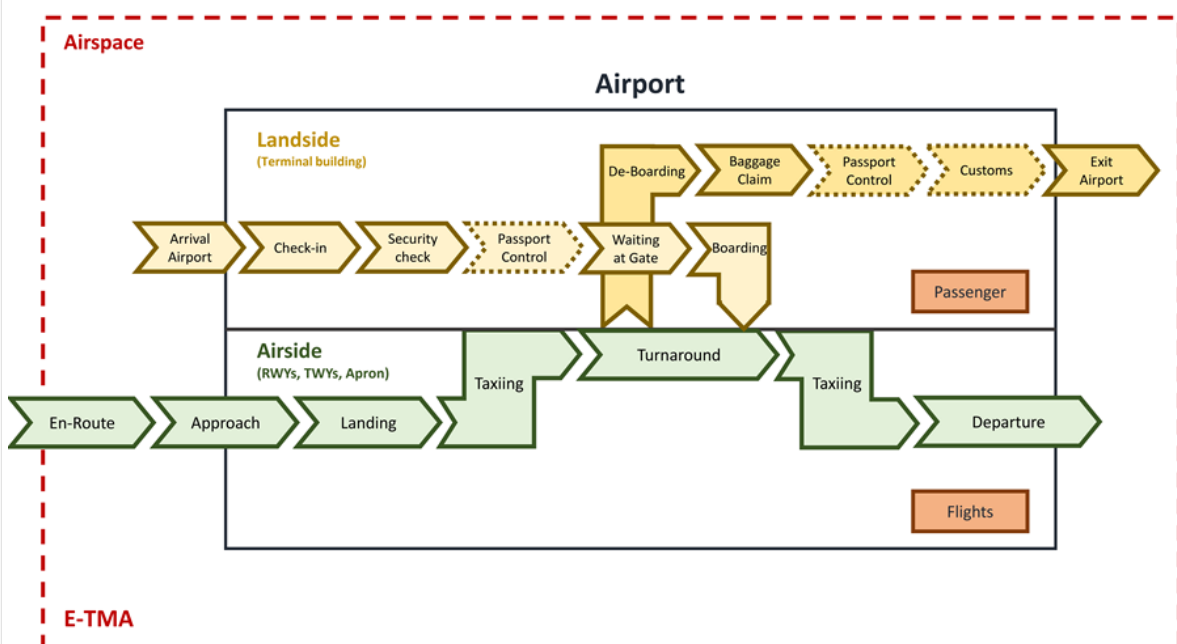 Airspace
Airport
Landside
(Terminal building)
De-Boarding
Baggage
Claim
Passport
Control
Customs
Exit
Airport
Arrival
Airport
Check-in
Security
check
Passport
Control
Waiting
at Gate
Boarding
Passenger
Airside
(RWYs, TWYs, Apron)
Turnaround
Taxiing
Taxiing
En-Route
Approach
Landing
Departure
Flights
E-TMA